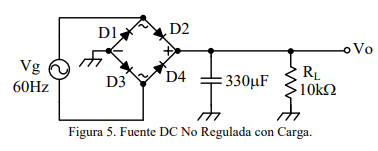 D1 D2
Vo
~
− +
Vg
60Hz
D3 D4
~
330µF
RL
10kΩ
Figura 5. Fuente DC No Regulada con Carga.